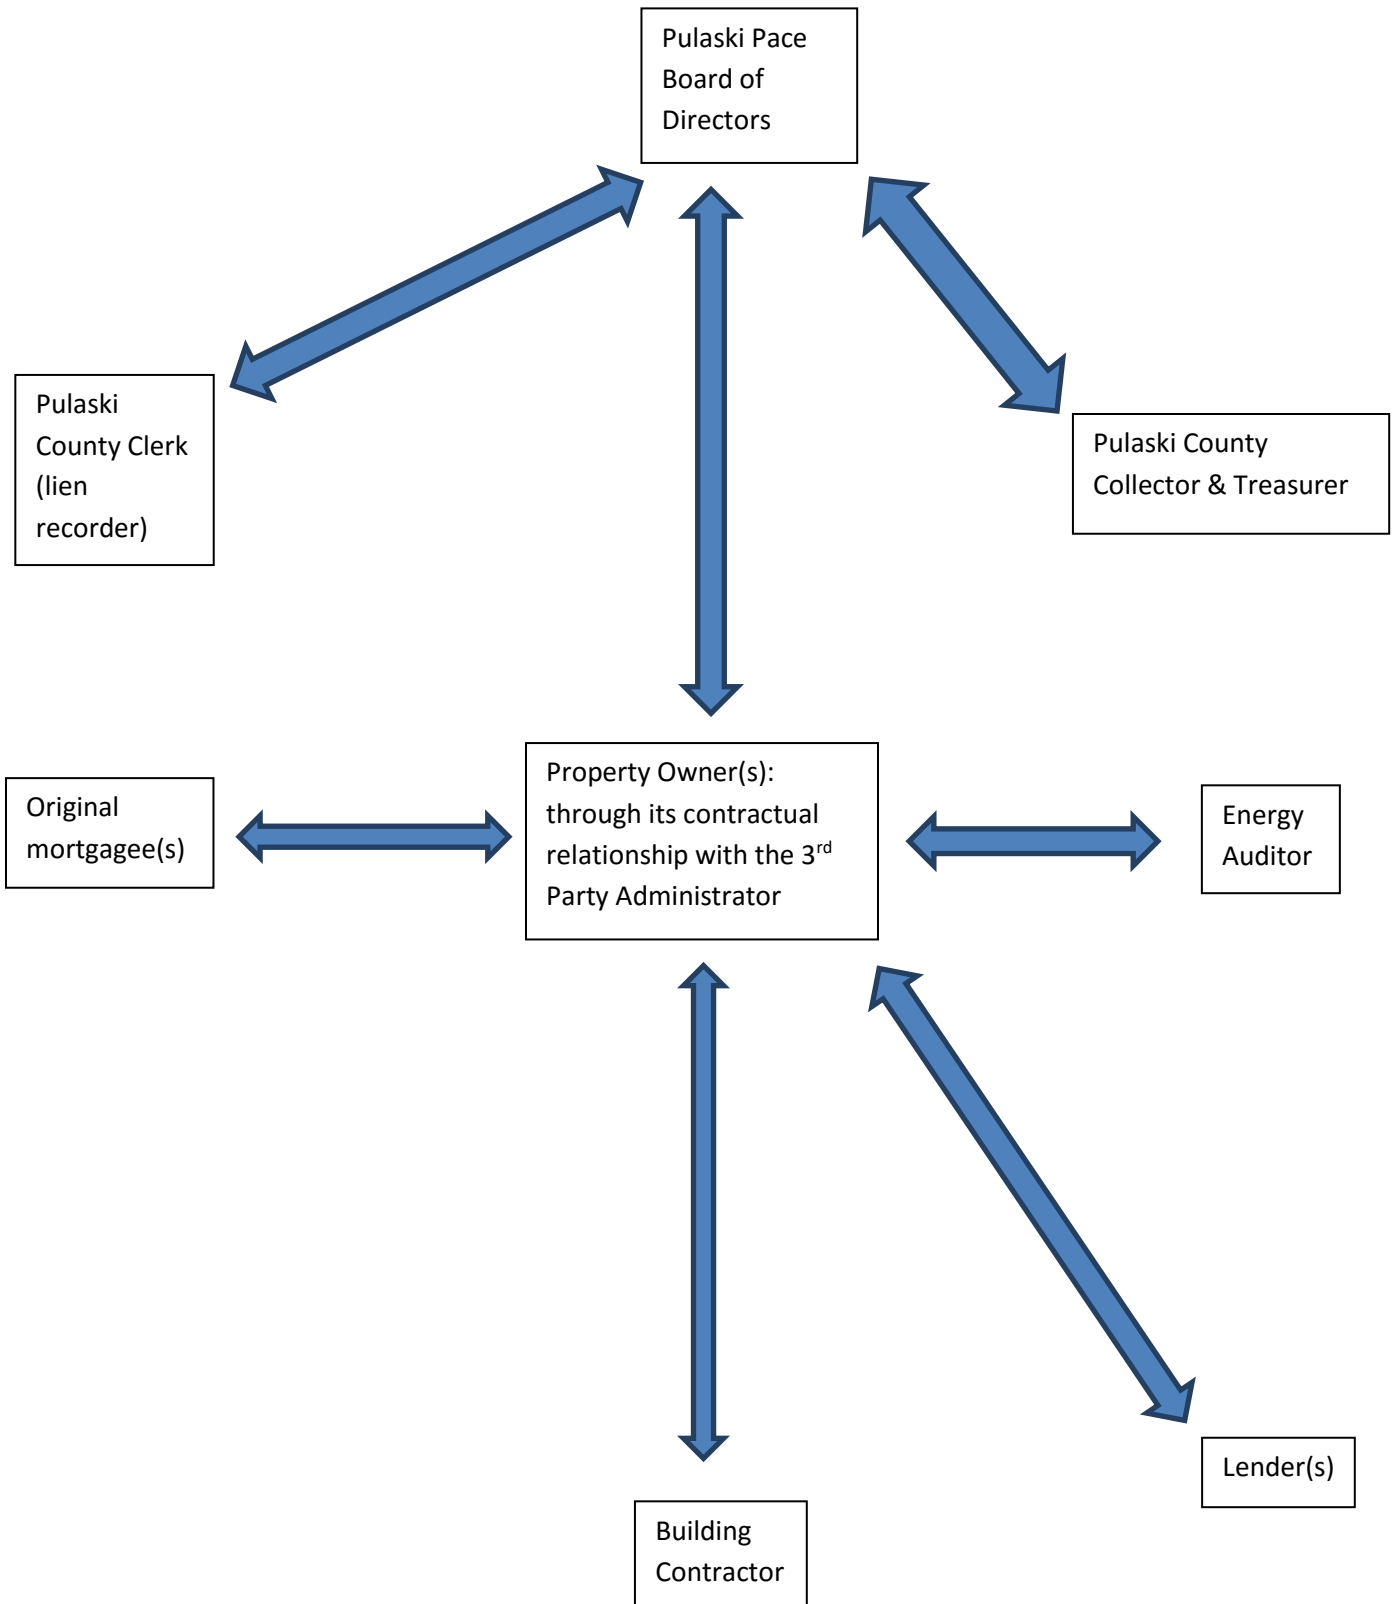 Pulaski Pace
Board of
Directors
Pulaski
County Clerk
(lien
recorder)
Pulaski County
Collector & Treasurer
Original
mortgagee(s)
Property Owner(s):
through its contractual
relationship with the 3rd
Party Administrator
Energy
Auditor
Lender(s)
Building
Contractor